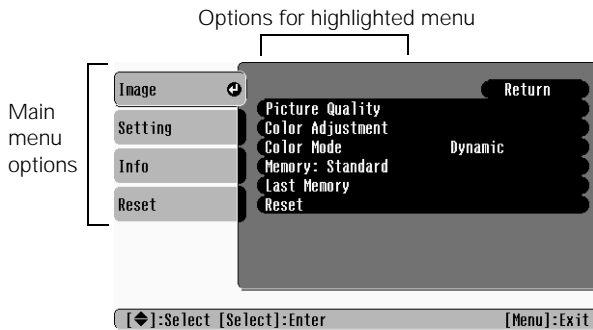 Options for highlighted menu
Main
menu
options
Image
Setting
Info
Reset
Return
Picture Quality
Color Adjustment
Color Mode Dynamic
Memory: Standard
Last Memory
Reset
[◆]:Select [Select]:Enter [Menu]:Exit